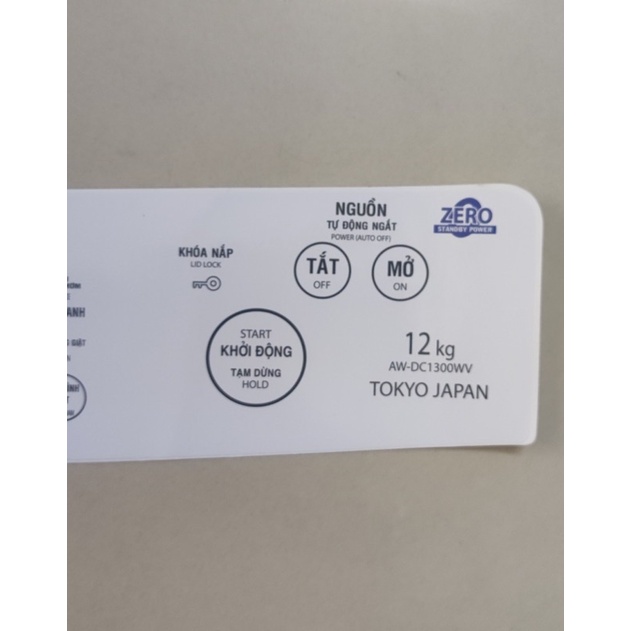 NGUỒN
TỰ ĐỘNG NGẮT
POWER (AUTO OFF)
ZERO
STANDBY POWER
KHÓA NẮP
LID LOCK
TẮT
OFF
MỞ
ON
START
KHỞI ĐỘNG
TẠM DỪNG
HOLD
12 kg
AW-DC1300WV
TOKYO JAPAN